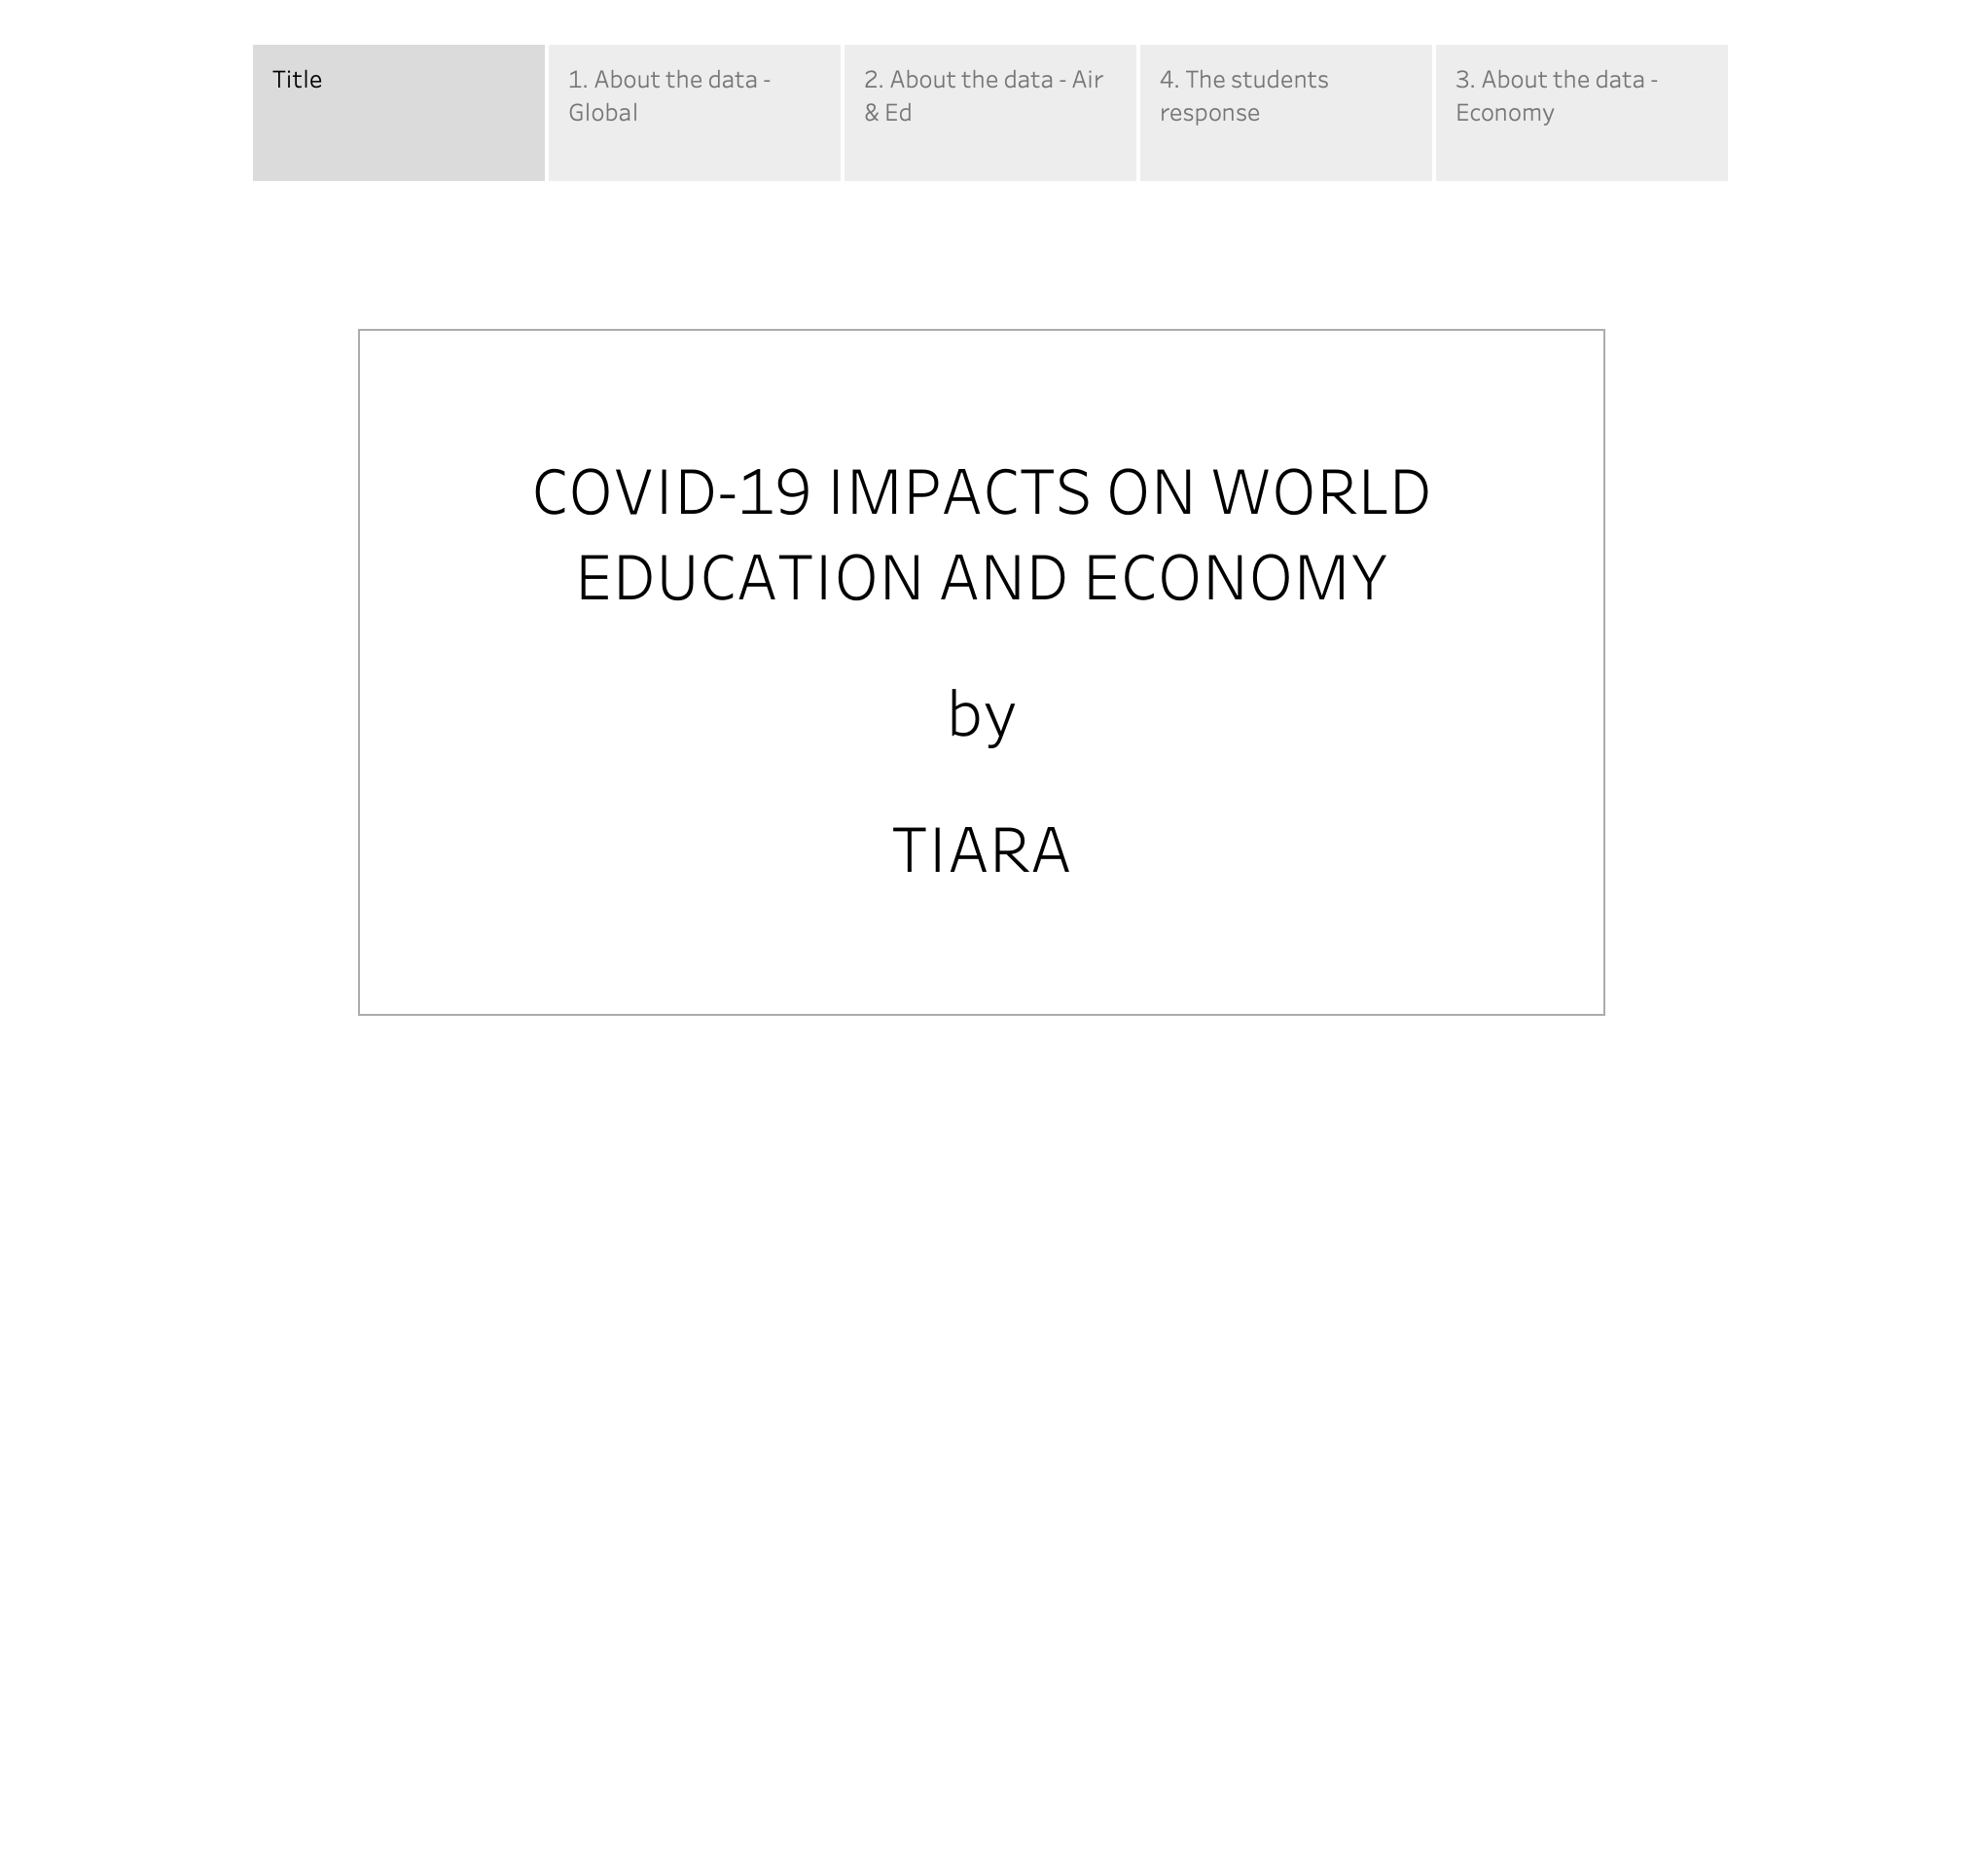 Title
1. About the data -
Global
2. About the data - Air
& Ed
4. The students
response
3. About the data -
Economy
COVID-19 IMPACTS ON WORLD
EDUCATION AND ECONOMY
by
TIARA